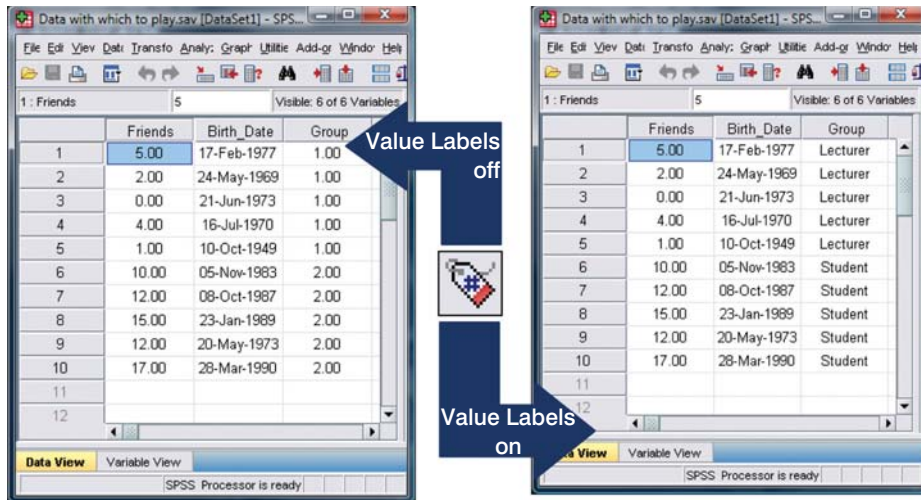 Data with which to play.sav [DataSet1] - SPS...
File Edit Viev Data Transfo Analy: Graph Utilitie Add-or Windor Help
1 : Friends 5 Visible: 6 of 6 Variables
Friends Birth_Date Group
1 5.00 17-Feb-1977 1.00
2 2.00 24-May-1969 1.00
3 0.00 21-Jun-1973 1.00
4 4.00 16-Jul-1970 1.00
5 1.00 10-Oct-1949 1.00
6 10.00 05-Nov-1983 2.00
7 12.00 08-Oct-1987 2.00
8 15.00 23-Jan-1989 2.00
9 12.00 20-May-1973 2.00
10 17.00 28-Mar-1990 2.00
11
12
Data View Variable View
SPSS Processor is ready
Value Labels
off
Value Labels
on
Data with which to play.sav [DataSet1] - SPS...
File Edit Viev Data Transfo Analy: Graph Utilitie Add-or Windor Help
1 : Friends 5 Visible: 6 of 6 Variables
Friends Birth_Date Group
1 5.00 17-Feb-1977 Lecturer
2 2.00 24-May-1969 Lecturer
3 0.00 21-Jun-1973 Lecturer
4 4.00 16-Jul-1970 Lecturer
5 1.00 10-Oct-1949 Lecturer
6 10.00 05-Nov-1983 Student
7 12.00 08-Oct-1987 Student
8 15.00 23-Jan-1989 Student
9 12.00 20-May-1973 Student
10 17.00 28-Mar-1990 Student
11
12
View Variable View
SPSS Processor is ready